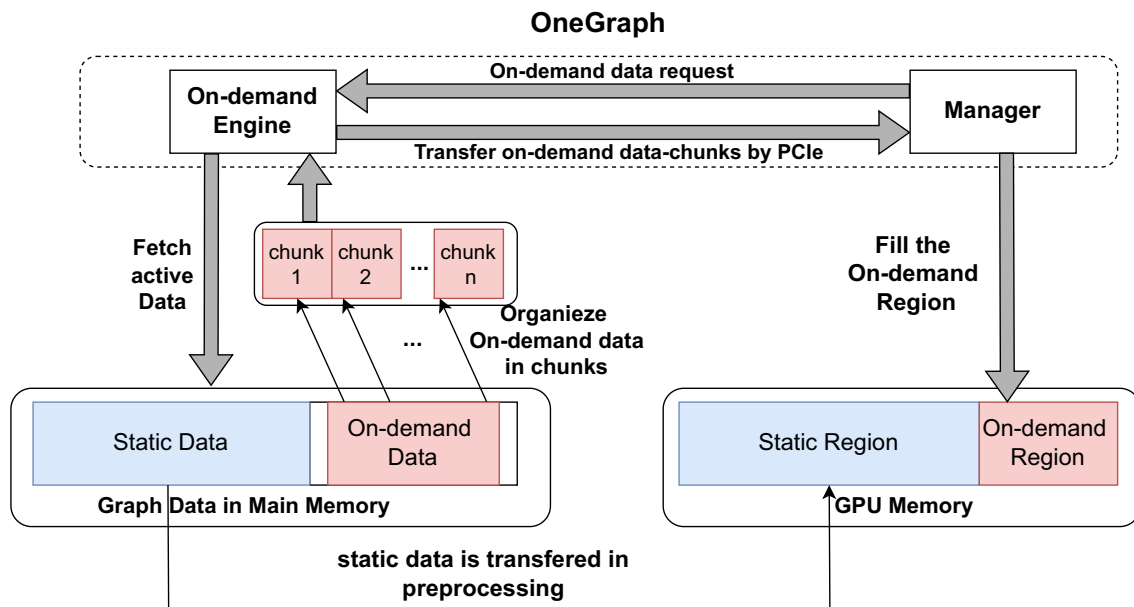 OneGraph
On-demand data request
On-demand
Engine
Manager
Transfer on-demand data-chunks by PCIe
Fetch
active
Data
chunk
1
chunk
2
...
chunk
n
Fill the
On-demand
Region
Organieze
On-demand data
in chunks
...
Static Data
On-demand
Data
Static Region
On-demand
Region
Graph Data in Main Memory
GPU Memory
static data is transfered in
preprocessing